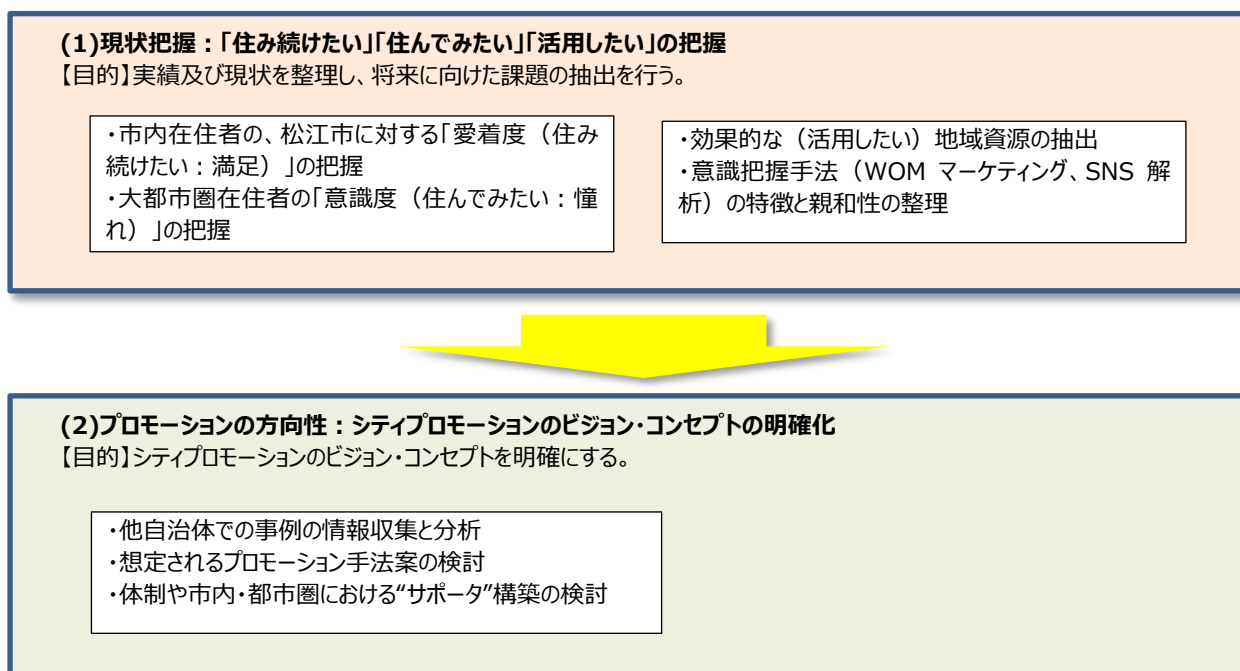 (1)現状把握：「住み続けたい」「住んでみたい」「活用したい」の把握
【目的】実績及び現状を整理し、将来に向けた課題の抽出を行う。
・市内在住者の、松江市に対する「愛着度（住み
続けたい：満足）」の把握
・大都市圏在住者の「意識度（住んでみたい：憧
れ）」の把握
・効果的な（活用したい）地域資源の抽出
・意識把握手法（WOM マーケティング、SNS 解
析）の特徴と親和性の整理
(2)プロモーションの方向性：シティプロモーションのビジョン・コンセプトの明確化
【目的】シティプロモーションのビジョン・コンセプトを明確にする。
・他自治体での事例の情報収集と分析
・想定されるプロモーション手法案の検討
・体制や市内・都市圏における“サポータ”構築の検討